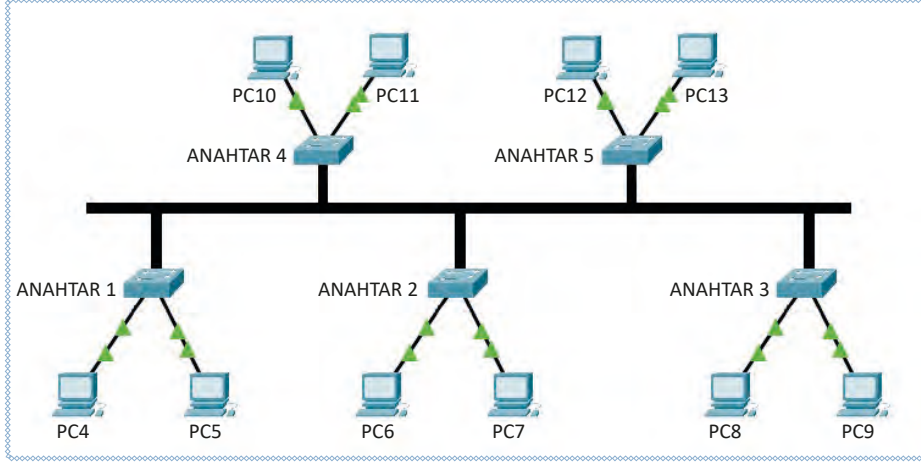 PC10 PC11 PC12 PC13
ANAHTAR 4 ANAHTAR 5
ANAHTAR 1 ANAHTAR 2 ANAHTAR 3
PC4 PC5 PC6 PC7 PC8 PC9